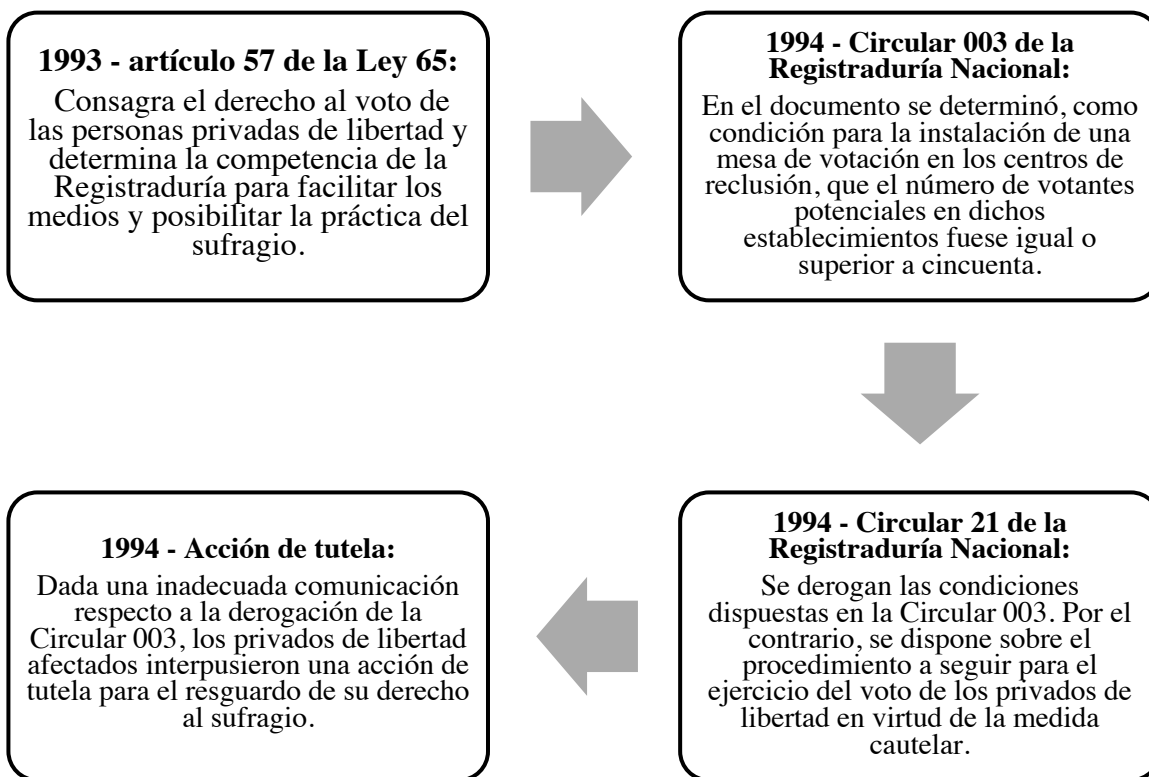 1993 - artículo 57 de la Ley 65:
Consagra el derecho al voto de
las personas privadas de libertad y
determina la competencia de la
Registraduría para facilitar los
medios y posibilitar la práctica del
sufragio.
1994 - Circular 003 de la
Registraduría Nacional:
En el documento se determinó, como
condición para la instalación de una
mesa de votación en los centros de
reclusión, que el número de votantes
potenciales en dichos
establecimientos fuese igual o
superior a cincuenta.
1994 - Circular 21 de la
Registraduría Nacional:
Se derogan las condiciones
dispuestas en la Circular 003. Por el
contrario, se dispone sobre el
procedimiento a seguir para el
ejercicio del voto de los privados de
libertad en virtud de la medida
cautelar.
1994 - Acción de tutela:
Dada una inadecuada comunicación
respecto a la derogación de la
Circular 003, los privados de libertad
afectados interpusieron una acción de
tutela para el resguardo de su derecho
al sufragio.